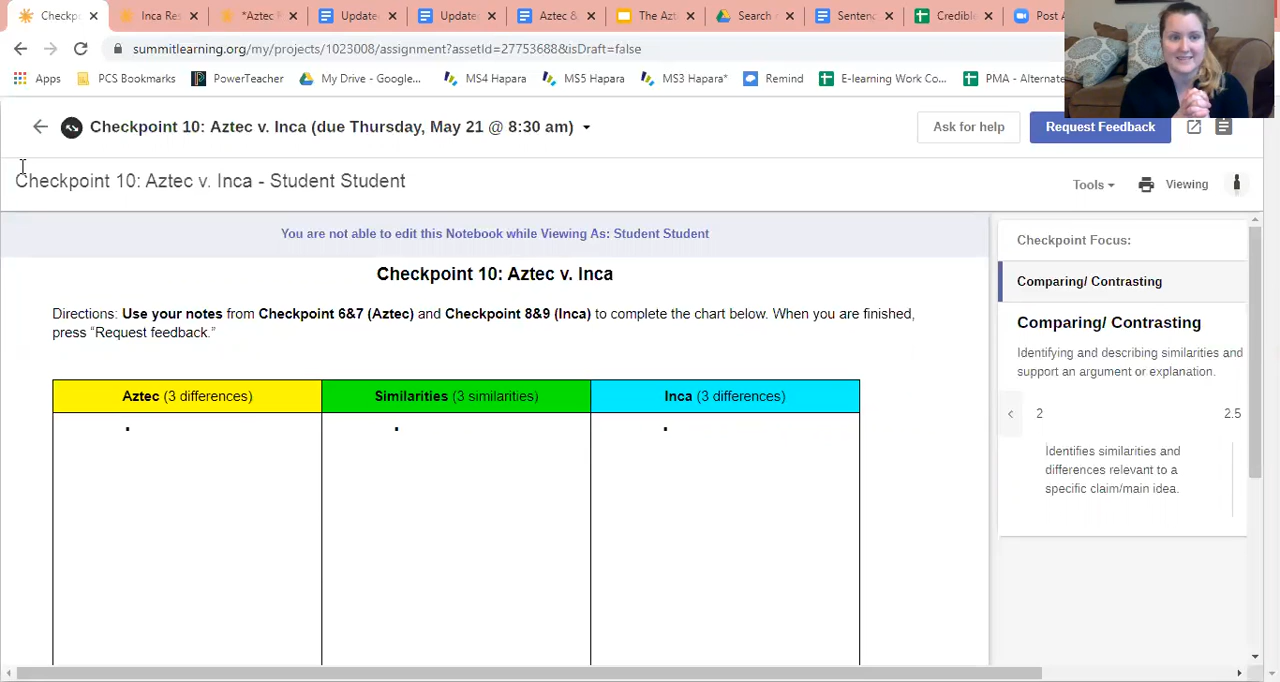 Checkp
Inca Res
*Aztec
Update
Update
Aztec &
The Azt
Search
Senten
Credibl
Post A
summitlearning.org/my/projects/1023008/assignment?assetId=27753688&isDraft=false
Apps
PCS Bookmarks
PowerTeacher
My Drive - Google...
MS4 Hapara
MS5 Hapara
MS3 Hapara*
Remind
E-learning Work Co...
PMA - Alternate
Checkpoint 10: Aztec v. Inca (due Thursday, May 21 @ 8:30 am)
Ask for help
Request Feedback
Checkpoint 10: Aztec v. Inca - Student Student
Tools
Viewing
You are not able to edit this Notebook while Viewing As: Student Student
Checkpoint 10: Aztec v. Inca
Directions: Use your notes from Checkpoint 6&7 (Aztec) and Checkpoint 8&9 (Inca) to complete the chart below. When you are finished,
press “Request feedback.”
Aztec (3 differences)
Similarities (3 similarities)
Inca (3 differences)
Checkpoint Focus:
Comparing/ Contrasting
Comparing/ Contrasting
Identifying and describing similarities and
support an argument or explanation.
2
2.5
Identifies similarities and
differences relevant to a
specific claim/main idea.